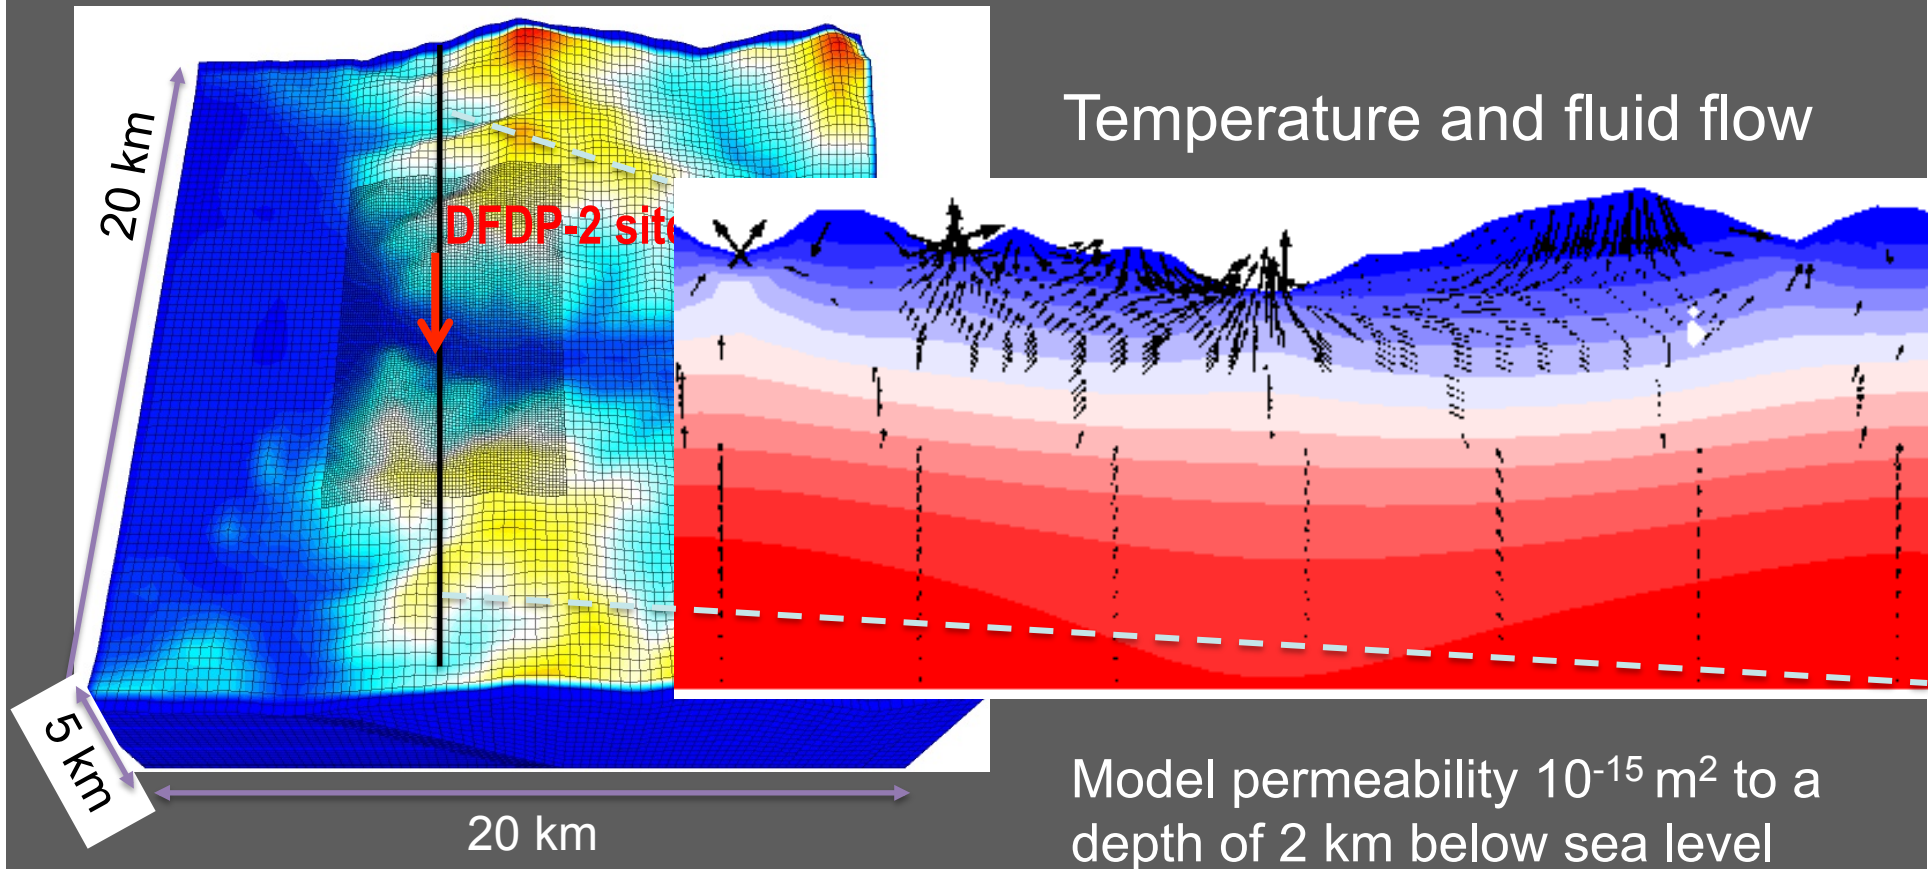 Temperature and fluid flow
20 km
DFDP-2 site
5 km
20 km
Model permeability 10⁻¹⁵ m² to a
depth of 2 km below sea level